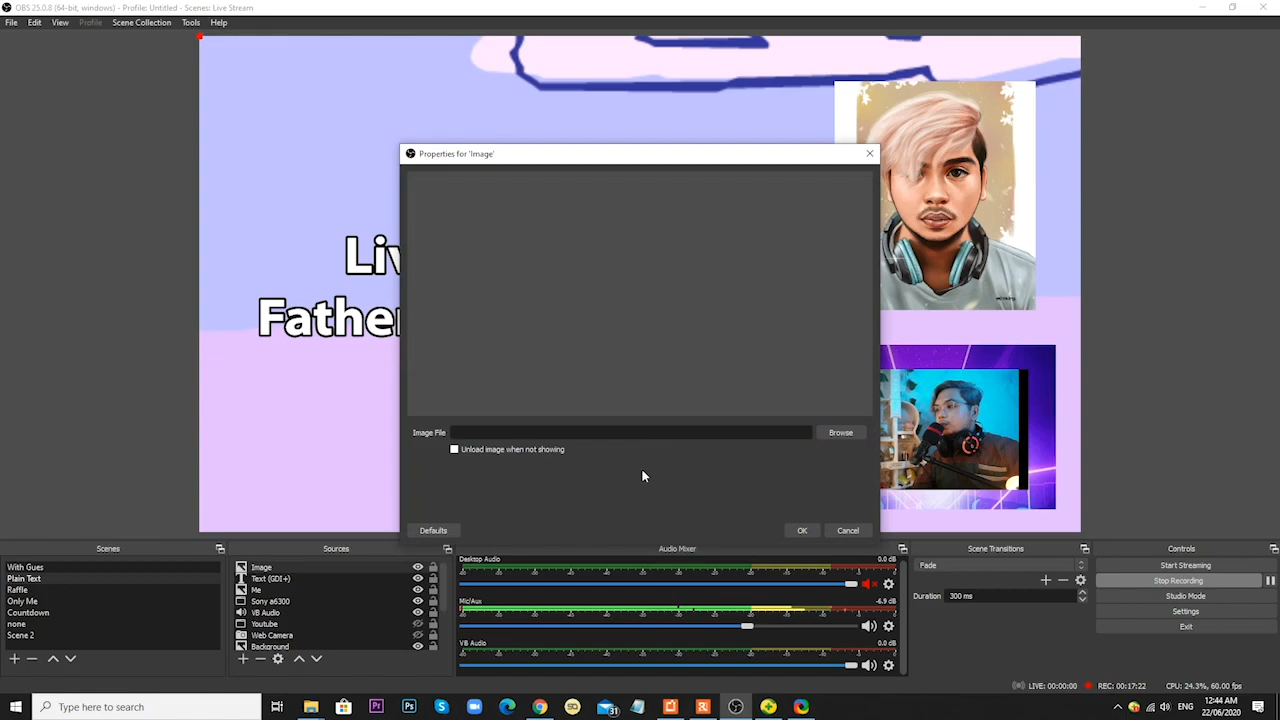 OBS 25.0.8 (64-bit, windows) - Profile: Untitled - Scenes: Live Stream
File Edit View Profile Scene Collection Tools Help
Properties for 'Image'
Liv
Father
Image File Browse
Unload image when not showing
Defaults OK Cancel
Scenes
With Gues
Plain Text
Raffle
Only Me
Countdown
none
Scene 2
Sources
Image
Text (GDI+)
Me
Sony a6300
VB Audio
Youtube
Web Camera
Background
Audio Mixer
Desktop Audio 0.0 dB
Mic/Aux -6.9 dB
VB Audio 0.0 dB
Scene Transitions
Fade
Duration 300 ms
Controls
Start Streaming
Stop Recording
Studio Mode
Settings
Exit
LIVE: 00:00:00 REC: 00:17:22 CPU: 24.3%, 60.00 fps
Type here to search
31
ENG
12:44 AM
22/06/2020